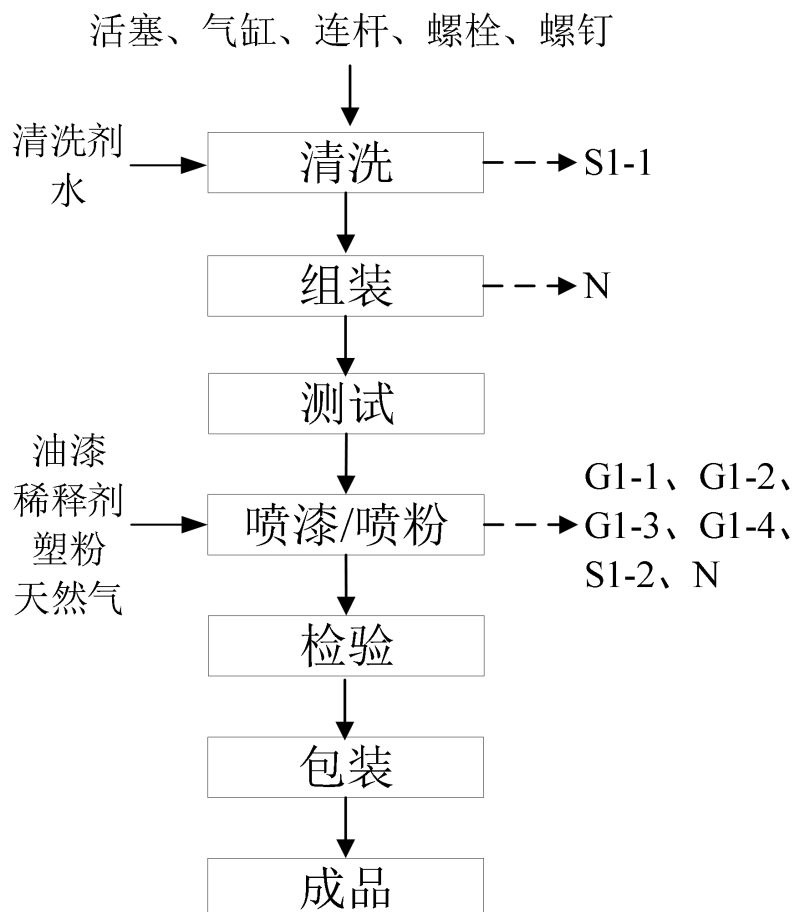 活塞、气缸、连杆、螺栓、螺钉
清洗剂
水
清洗
S1-1
组装
N
测试
油漆
稀释剂
塑粉
天然气
喷漆/喷粉
G1-1、G1-2、
G1-3、G1-4、
S1-2、N
检验
包装
成品